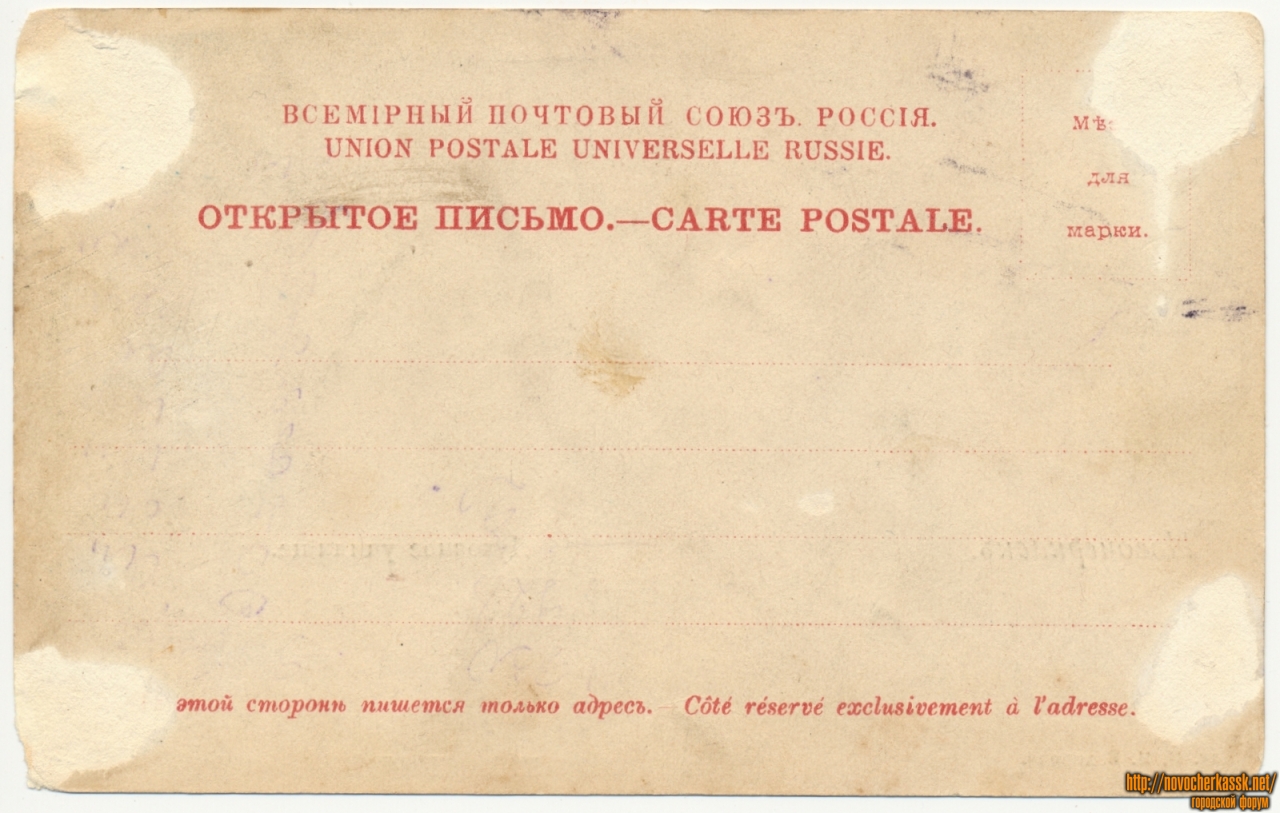 ВСЕМІРНЫЙ ПОЧТОВЫЙ СОЮЗЪ. РОССІЯ.
UNION POSTALE UNIVERSELLE RUSSIE.
ОТКРЫТОЕ ПИСЬМО.—CARTE POSTALE.
для
марки.
этой сторонѣ пишется только адресъ. — Côté réservé exclusivement à l'adresse.
http://novocherkassk.net/
городской форум